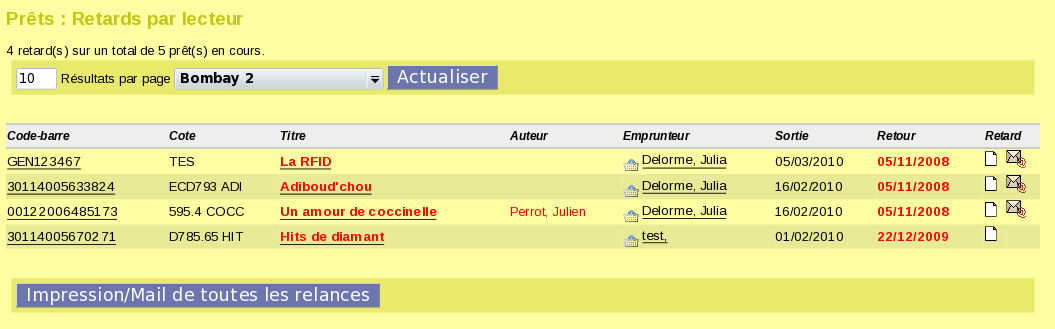 Prêts : Retards par lecteur
4 retard(s) sur un total de 5 prêt(s) en cours.
10 Résultats par page Bombay 2 Actualiser
Code-barre Cote Titre Auteur Emprunteur Sortie Retour Retard
GEN123467 TES La RFID Delorme, Julia 05/03/2010 05/11/2008
30114005633824 ECD793 ADI Adiboud'chou Delorme, Julia 16/02/2010 05/11/2008
00122006485173 595.4 COCC Un amour de coccinelle Perrot, Julien Delorme, Julia 16/02/2010 05/11/2008
30114005670271 D785.65 HIT Hits de diamant test, 01/02/2010 22/12/2009
Impression/Mail de toutes les relances